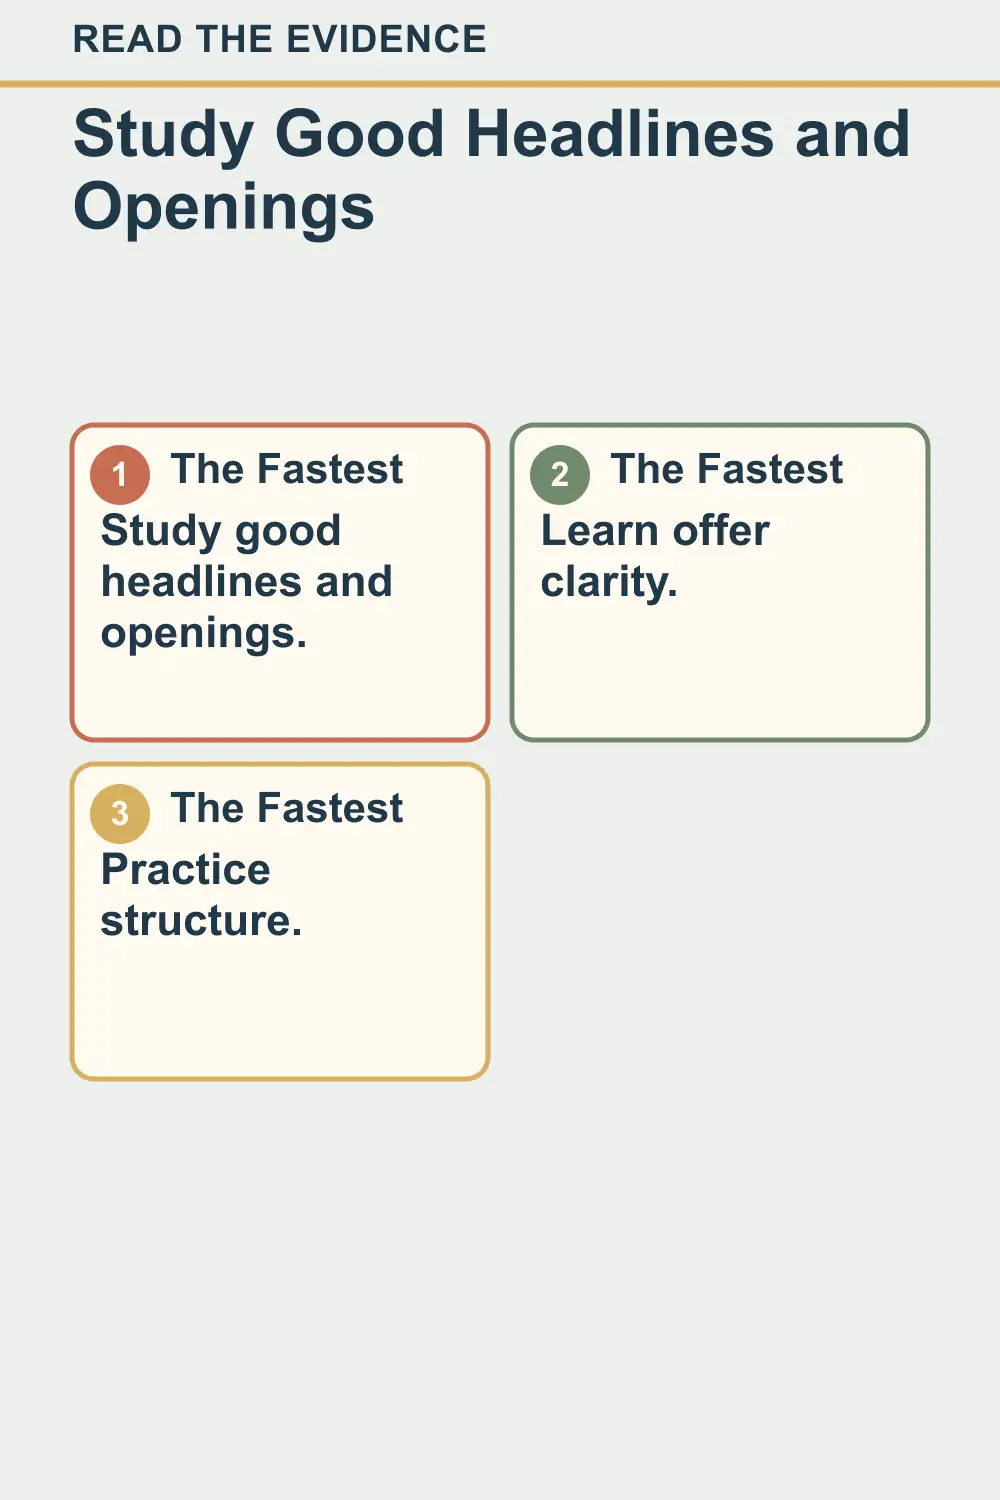 READ THE EVIDENCE
Study Good Headlines and
Openings
1 The Fastest
Study good
headlines and
openings.
2 The Fastest
Learn offer
clarity.
3 The Fastest
Practice
structure.